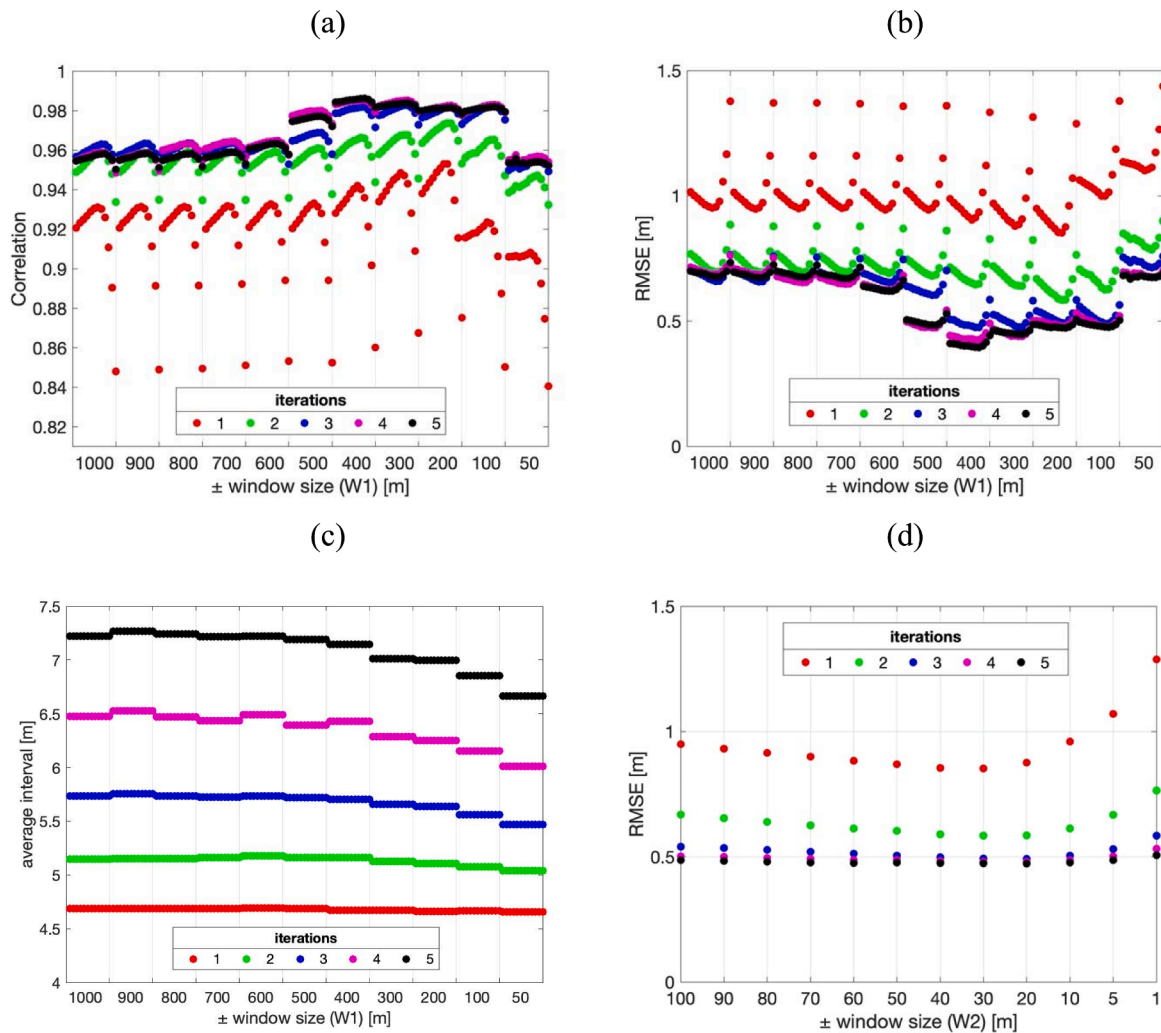 (a)
1
0.98
0.96
0.94
0.92
0.9
0.88
0.86
0.84
0.82
Correlation
iterations
1 2 3 4 5
1000 900 800 700 600 500 400 300 200 100 50
± window size (W1) [m]
(b)
1.5
1
0.5
0
RMSE [m]
iterations
1 2 3 4 5
1000 900 800 700 600 500 400 300 200 100 50
± window size (W1) [m]
(c)
7.5
7
6.5
6
5.5
5
4.5
4
average interval [m]
iterations
1 2 3 4 5
1000 900 800 700 600 500 400 300 200 100 50
± window size (W1) [m]
(d)
1.5
1
0.5
0
RMSE [m]
iterations
1 2 3 4 5
100 90 80 70 60 50 40 30 20 10 5 1
± window size (W2) [m]